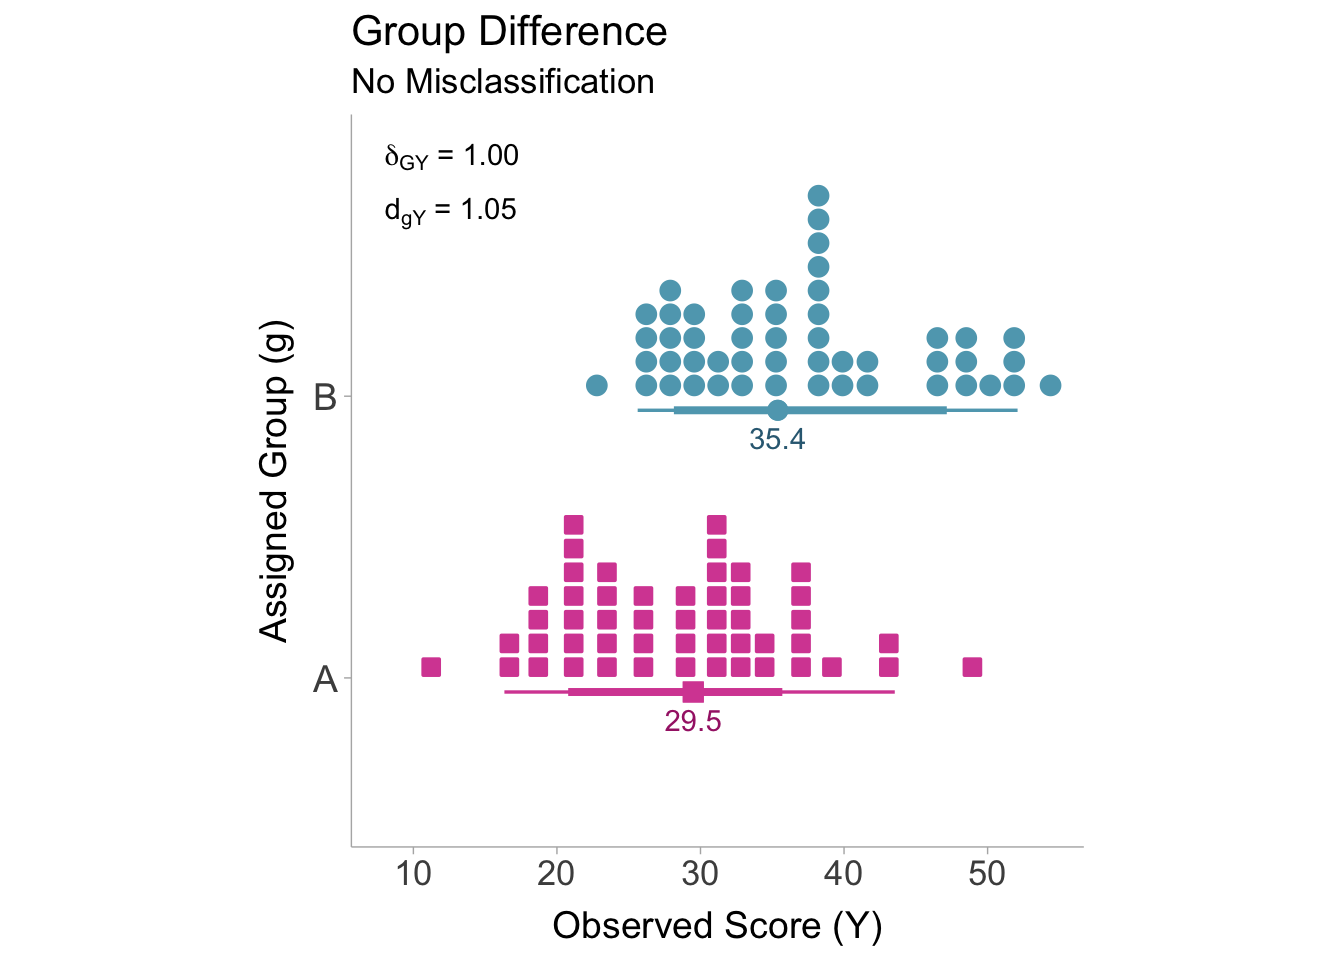 Group Difference
No Misclassification
δGY = 1.00
dgY = 1.05
Assigned Group (g)
B
35.4
A
29.5
10 20 30 40 50
Observed Score (Y)